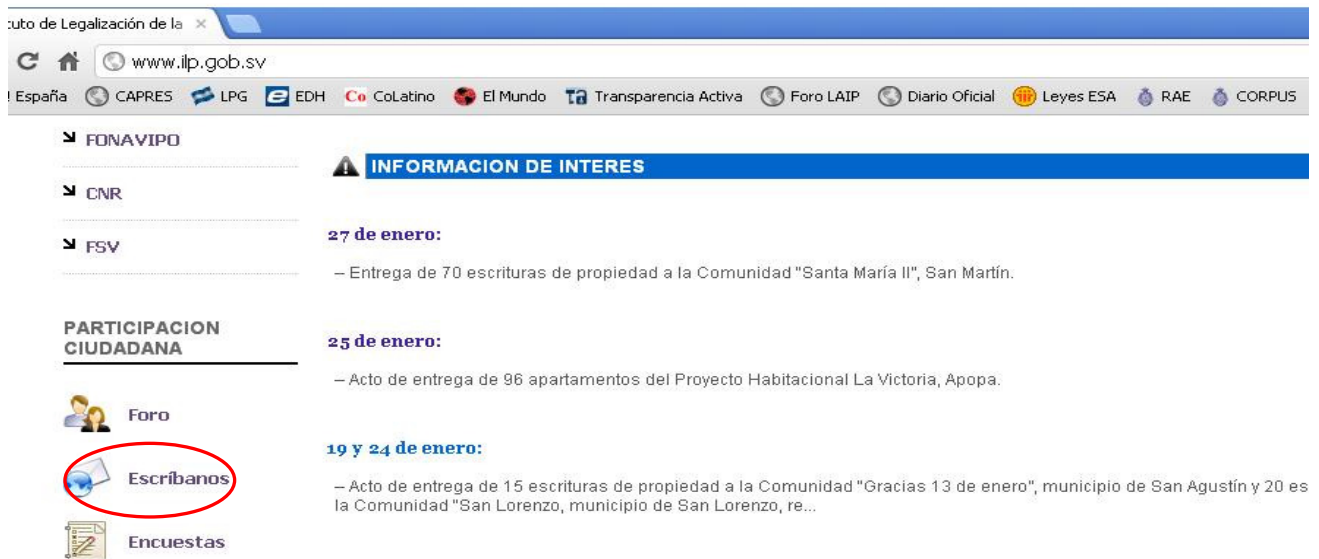 tuto de Legalización de la
www.ilp.gob.sv
España CAPRES LPG EDH Co CoLatino El Mundo Ta Transparencia Activa Foro LAIP Diario Oficial Leyes ESA RAE CORPUS
FONAVIPO
CNR
FSV
PARTICIPACION
CIUDADANA
Foro
Escríbanos
Encuestas
INFORMACION DE INTERES
27 de enero:
– Entrega de 70 escrituras de propiedad a la Comunidad "Santa María II", San Martín.
25 de enero:
– Acto de entrega de 96 apartamentos del Proyecto Habitacional La Victoria, Apopa.
19 y 24 de enero:
– Acto de entrega de 15 escrituras de propiedad a la Comunidad "Gracias 13 de enero", municipio de San Agustín y 20 es
la Comunidad "San Lorenzo, municipio de San Lorenzo, re...